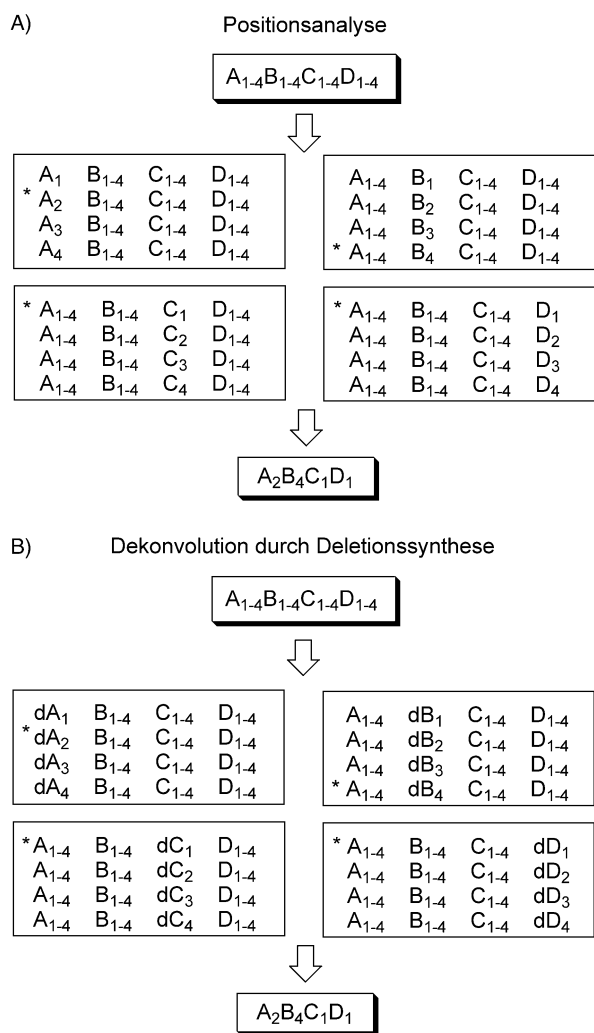 A) Positionsanalyse
A₁₋₄B₁₋₄C₁₋₄D₁₋₄
A₁ B₁₋₄ C₁₋₄ D₁₋₄
* A₂ B₁₋₄ C₁₋₄ D₁₋₄
A₃ B₁₋₄ C₁₋₄ D₁₋₄
A₄ B₁₋₄ C₁₋₄ D₁₋₄
A₁₋₄ B₁ C₁₋₄ D₁₋₄
A₁₋₄ B₂ C₁₋₄ D₁₋₄
A₁₋₄ B₃ C₁₋₄ D₁₋₄
* A₁₋₄ B₄ C₁₋₄ D₁₋₄
* A₁₋₄ B₁₋₄ C₁ D₁₋₄
A₁₋₄ B₁₋₄ C₂ D₁₋₄
A₁₋₄ B₁₋₄ C₃ D₁₋₄
A₁₋₄ B₁₋₄ C₄ D₁₋₄
* A₁₋₄ B₁₋₄ C₁₋₄ D₁
A₁₋₄ B₁₋₄ C₁₋₄ D₂
A₁₋₄ B₁₋₄ C₁₋₄ D₃
A₁₋₄ B₁₋₄ C₁₋₄ D₄
A₂B₄C₁D₁
B) Dekonvolution durch Deletionssynthese
A₁₋₄B₁₋₄C₁₋₄D₁₋₄
dA₁ B₁₋₄ C₁₋₄ D₁₋₄
* dA₂ B₁₋₄ C₁₋₄ D₁₋₄
dA₃ B₁₋₄ C₁₋₄ D₁₋₄
dA₄ B₁₋₄ C₁₋₄ D₁₋₄
A₁₋₄ dB₁ C₁₋₄ D₁₋₄
A₁₋₄ dB₂ C₁₋₄ D₁₋₄
A₁₋₄ dB₃ C₁₋₄ D₁₋₄
* A₁₋₄ dB₄ C₁₋₄ D₁₋₄
* A₁₋₄ B₁₋₄ dC₁ D₁₋₄
A₁₋₄ B₁₋₄ dC₂ D₁₋₄
A₁₋₄ B₁₋₄ dC₃ D₁₋₄
A₁₋₄ B₁₋₄ dC₄ D₁₋₄
* A₁₋₄ B₁₋₄ C₁₋₄ dD₁
A₁₋₄ B₁₋₄ C₁₋₄ dD₂
A₁₋₄ B₁₋₄ C₁₋₄ dD₃
A₁₋₄ B₁₋₄ C₁₋₄ dD₄
A₂B₄C₁D₁